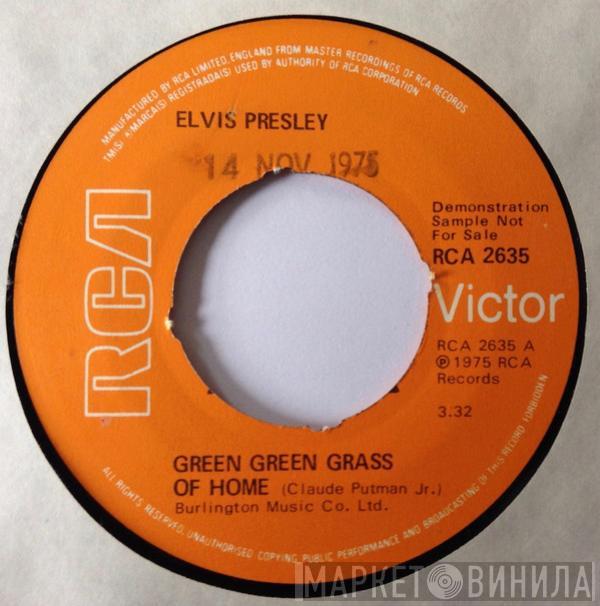 MANUFACTURED BY RCA LIMITED, ENGLAND FROM MASTER RECORDINGS OF RCA RECORDS
TM(S) ® MARCA(S) REGISTRADA(S) USED BY AUTHORITY OF RCA CORPORATION
ELVIS PRESLEY
14 NOV 1975
Demonstration
Sample Not
For Sale
RCA 2635
RCA
Victor
RCA 2635 A
℗ 1975 RCA
Records
3.32
GREEN GREEN GRASS
OF HOME (Claude Putman Jr.)
Burlington Music Co. Ltd.
ALL RIGHTS RESERVED. UNAUTHORISED COPYING, PUBLIC PERFORMANCE AND BROADCASTING OF THIS RECORD FORBIDDEN
МАРКЕТ ВИНИЛА